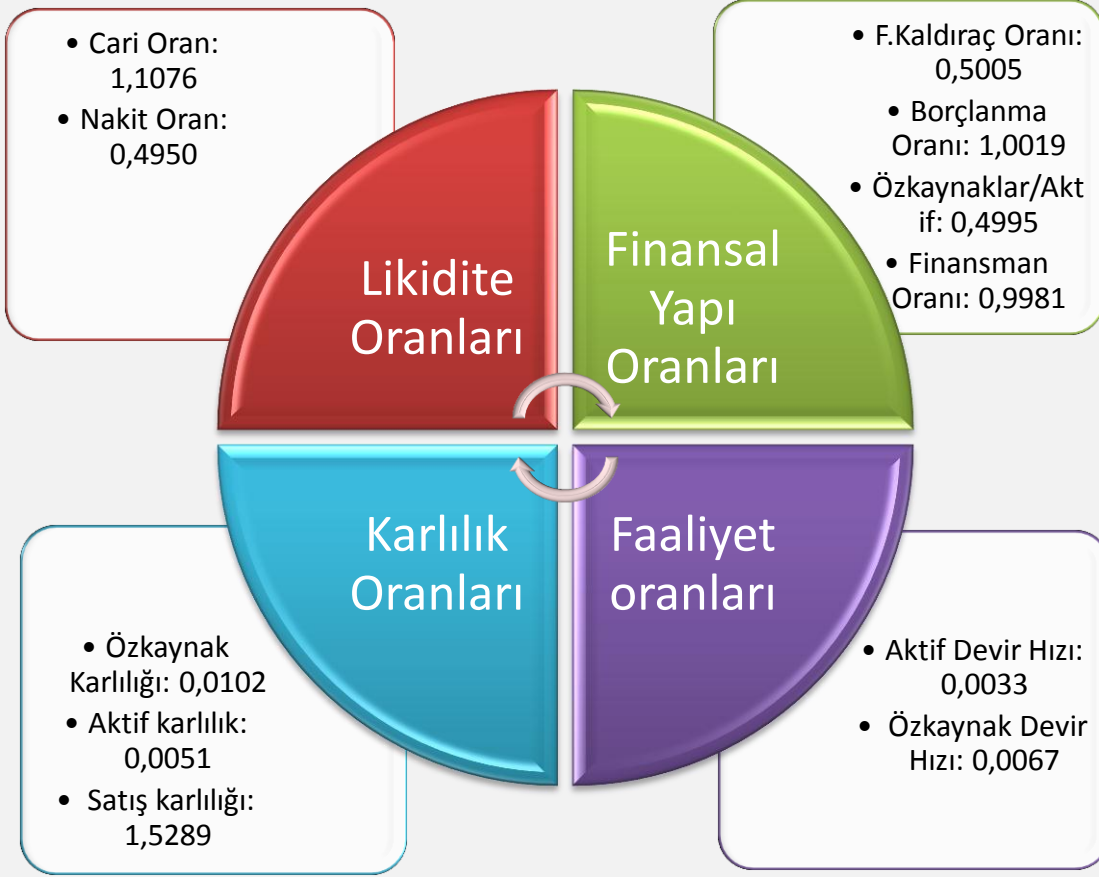 • Cari Oran:
1,1076
• Nakit Oran:
0,4950
• F.Kaldıraç Oranı:
0,5005
• Borçlanma
Oranı: 1,0019
• Özkaynaklar/Akt
if: 0,4995
• Finansman
Oranı: 0,9981
Likidite
Oranları
Finansal
Yapı
Oranları
Karlılık
Oranları
Faaliyet
oranları
• Özkaynak
Karlılığı: 0,0102
• Aktif karlılık:
0,0051
• Satış karlılığı:
1,5289
• Aktif Devir Hızı:
0,0033
• Özkaynak Devir
Hızı: 0,0067